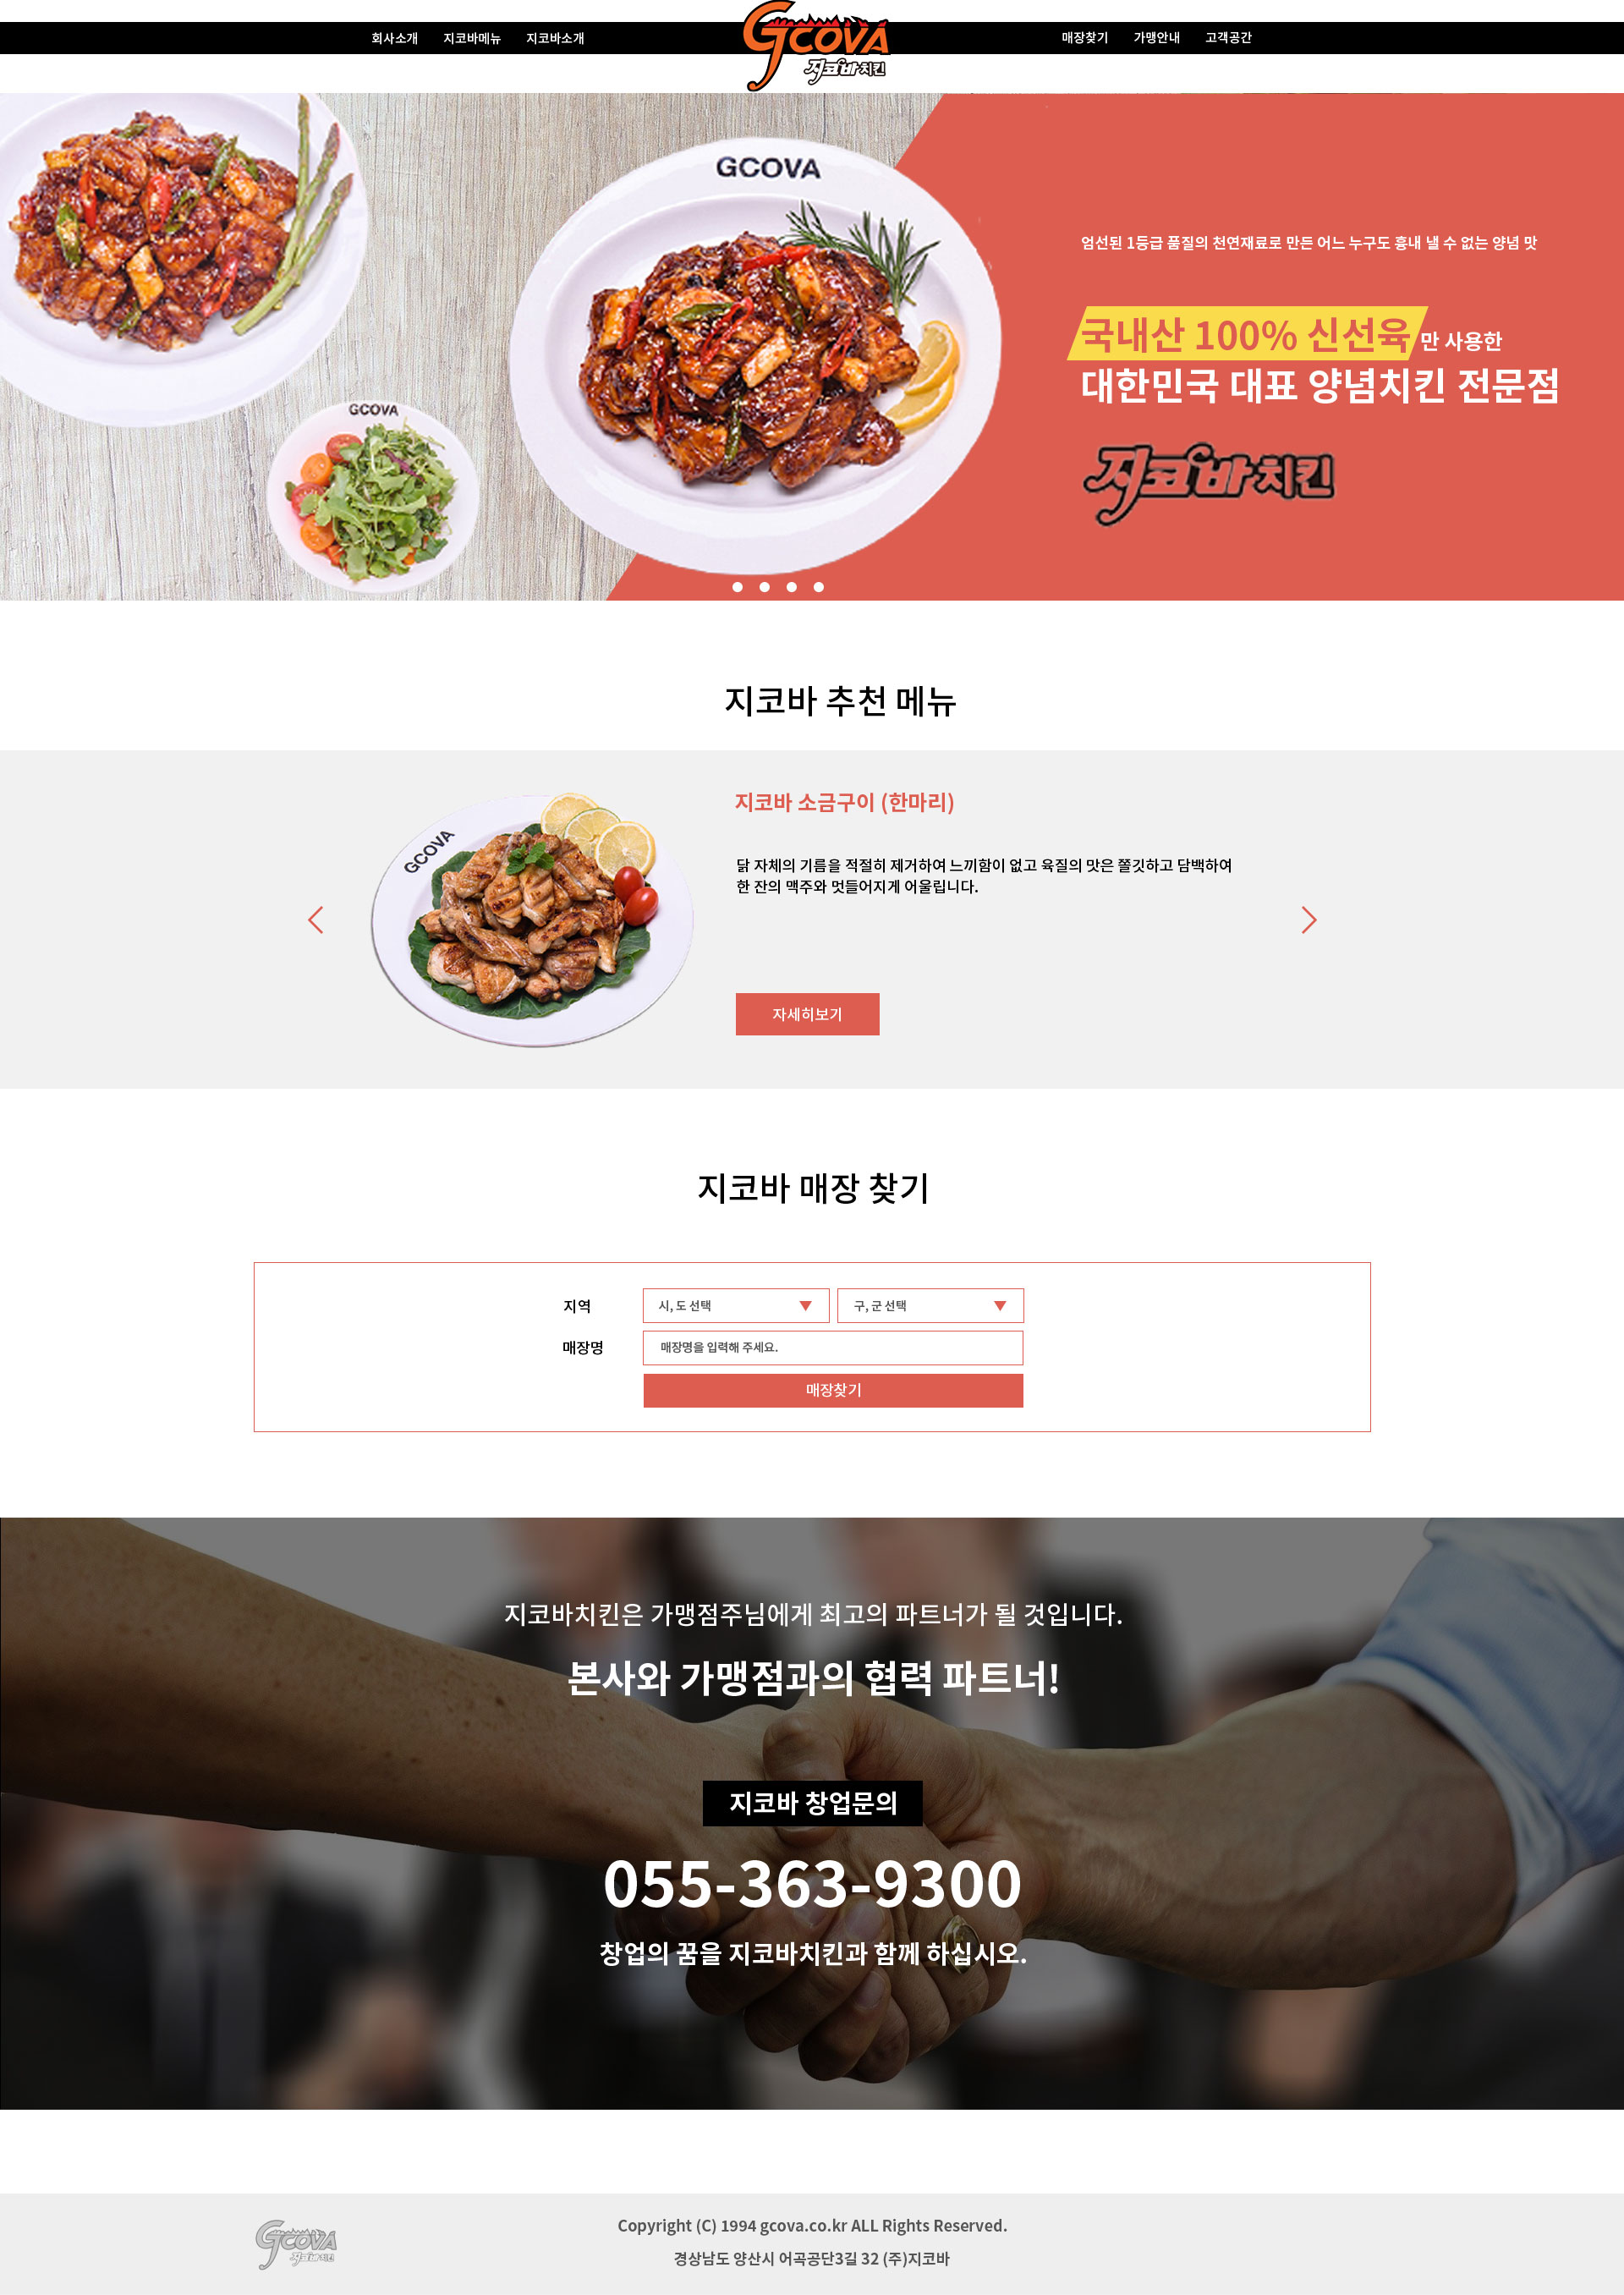 회사소개 지코바메뉴 지코바소개
GCOVA
지코바치킨
매장찾기 가맹안내 고객공간
GCOVA
GCOVA
엄선된 1등급 품질의 천연재료로 만든 어느 누구도 흉내 낼 수 없는 양념 맛
국내산 100% 신선육만 사용한
대한민국 대표 양념치킨 전문점
지코바치킨
지코바 추천 메뉴
GCOVA
지코바 소금구이 (한마리)
닭 자체의 기름을 적절히 제거하여 느끼함이 없고 육질의 맛은 쫄깃하고 담백하여
한 잔의 맥주와 멋들어지게 어울립니다.
자세히보기
지코바 매장 찾기
지역 시, 도 선택 구, 군 선택
매장명 매장명을 입력해 주세요.
매장찾기
지코바치킨은 가맹점주님에게 최고의 파트너가 될 것입니다.
본사와 가맹점과의 협력 파트너!
지코바 창업문의
055-363-9300
창업의 꿈을 지코바치킨과 함께 하십시오.
GCOVA
지코바치킨
Copyright (C) 1994 gcova.co.kr ALL Rights Reserved.
경상남도 양산시 어곡공단3길 32 (주)지코바